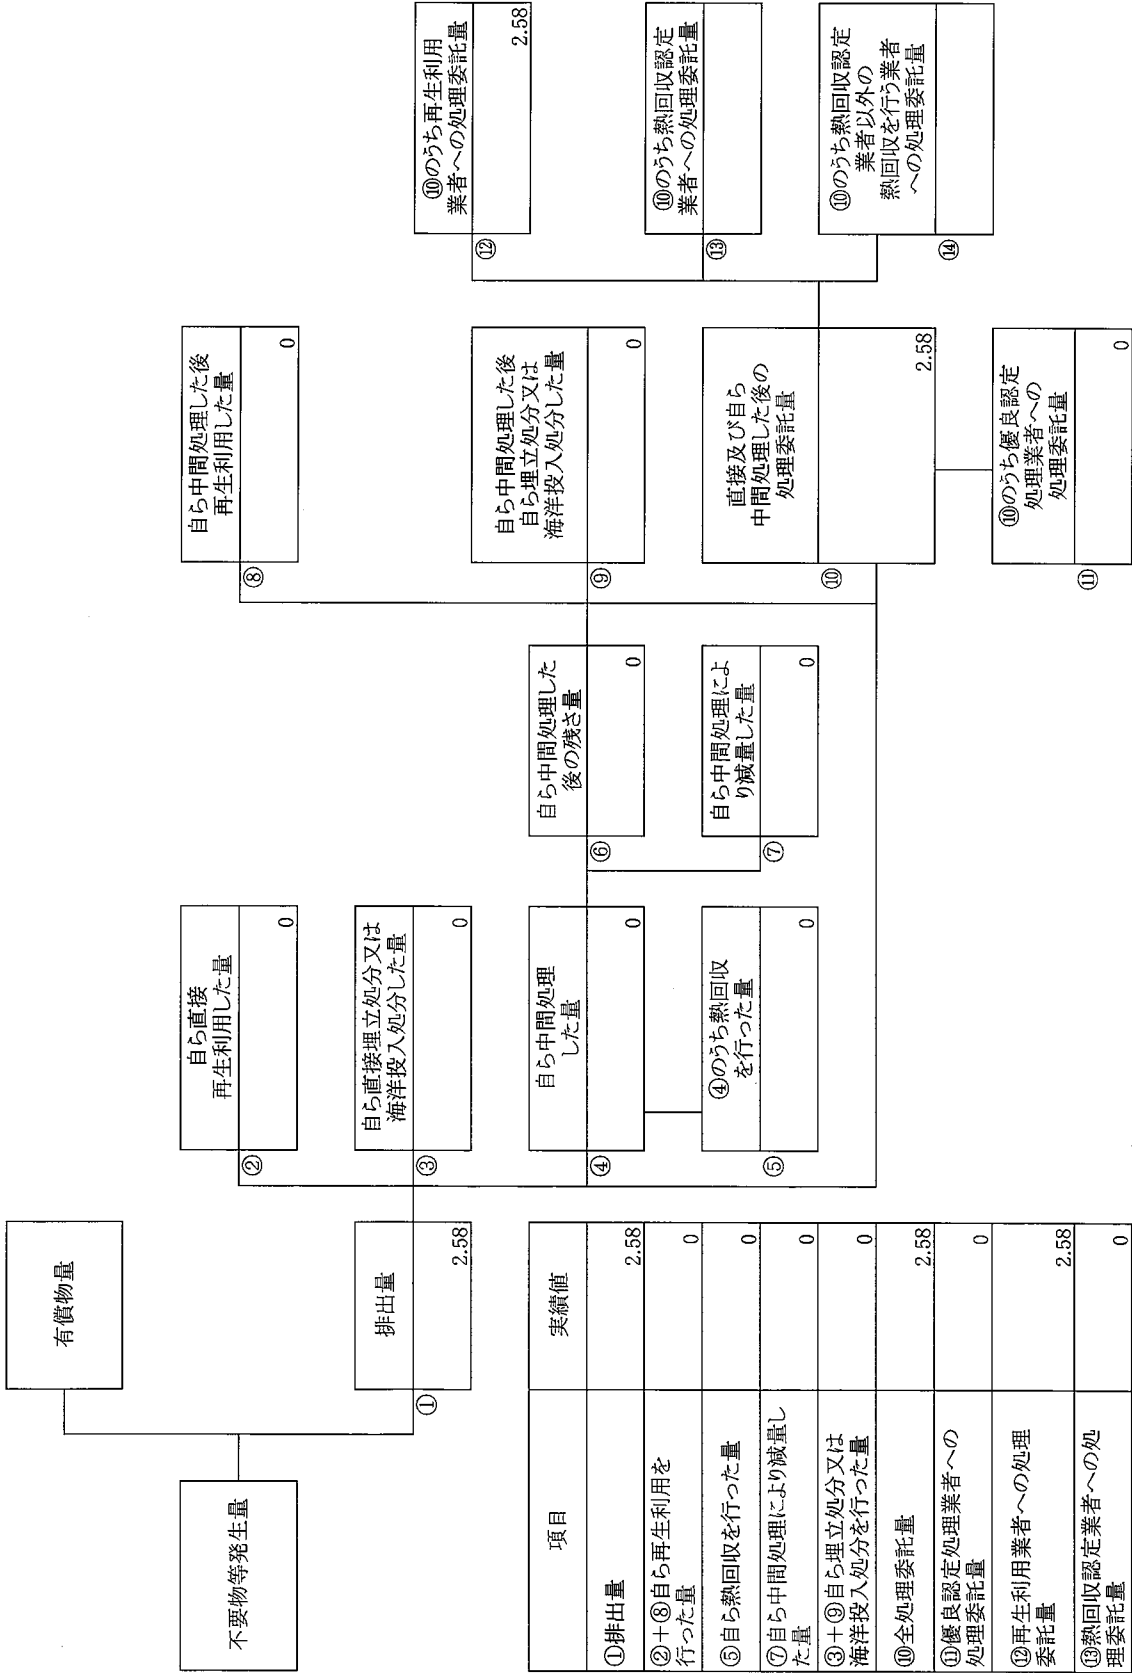 有償物量
不要物等発生量
排出量
①
2.58
自ら直接
再生利用した量
②
0
自ら直接埋立処分又は
海洋投入処分した量
③
0
自ら中間処理
した量
④
0
④のうち熱回収
を行った量
⑤
0
自ら中間処理した
後の残さ量
⑥
0
自ら中間処理によ
り減量した量
⑦
0
自ら中間処理した後
再生利用した量
⑧
0
自ら中間処理した後
自ら埋立処分又は
海洋投入処分した量
⑨
0
直接及び自ら
中間処理した後の
処理委託量
⑩
2.58
⑩のうち優良認定
処理業者への
処理委託量
⑪
0
⑩のうち再生利用
業者への処理委託量
⑫
2.58
⑩のうち熱回収認定
業者への処理委託量
⑬
⑩のうち熱回収認定
業者以外の
熱回収を行う業者
への処理委託量
⑭
項目 実績値
①排出量 2.58
②+⑧自ら再生利用を
行った量 0
⑤自ら熱回収を行った量 0
⑦自ら中間処理により減量し
た量 0
③+⑨自ら埋立処分又は
海洋投入処分を行った量 0
⑩全処理委託量 2.58
⑪優良認定処理業者への
処理委託量 0
⑫再生利用業者への処理
委託量 2.58
⑬熱回収認定業者への処
理委託量 0